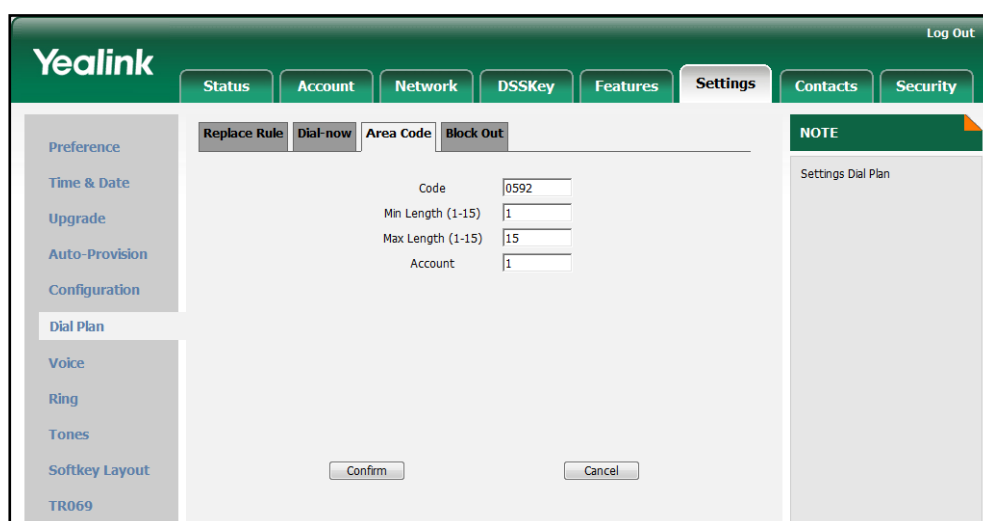 Log Out
Yealink
Status Account Network DSSKey Features Settings Contacts Security
Replace Rule Dial-now Area Code Block Out
NOTE
Settings Dial Plan
Preference
Time & Date
Upgrade
Auto-Provision
Configuration
Dial Plan
Voice
Ring
Tones
Softkey Layout
TR069
Code 0592
Min Length (1-15) 1
Max Length (1-15) 15
Account 1
Confirm Cancel